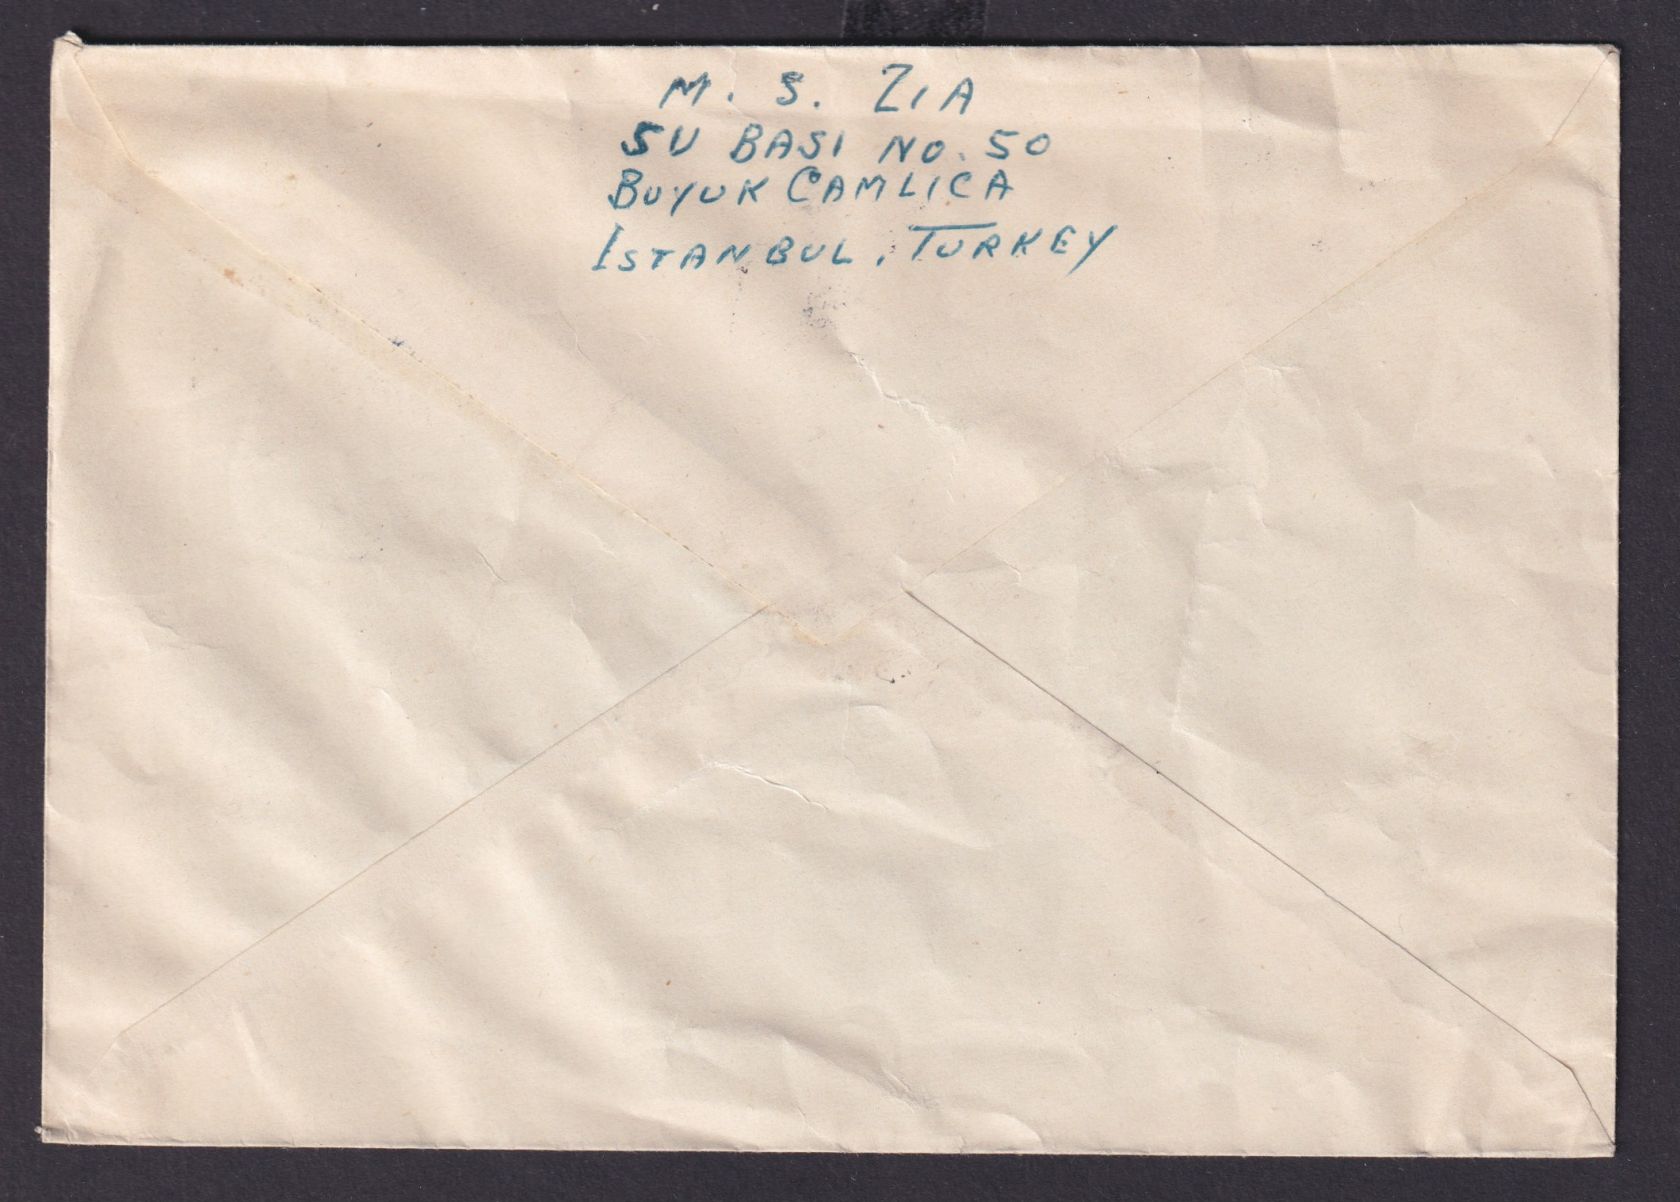 M. S. ZIA
SU BASI NO. 50
BUYUK CAMLICA
ISTANBUL, TURKEY